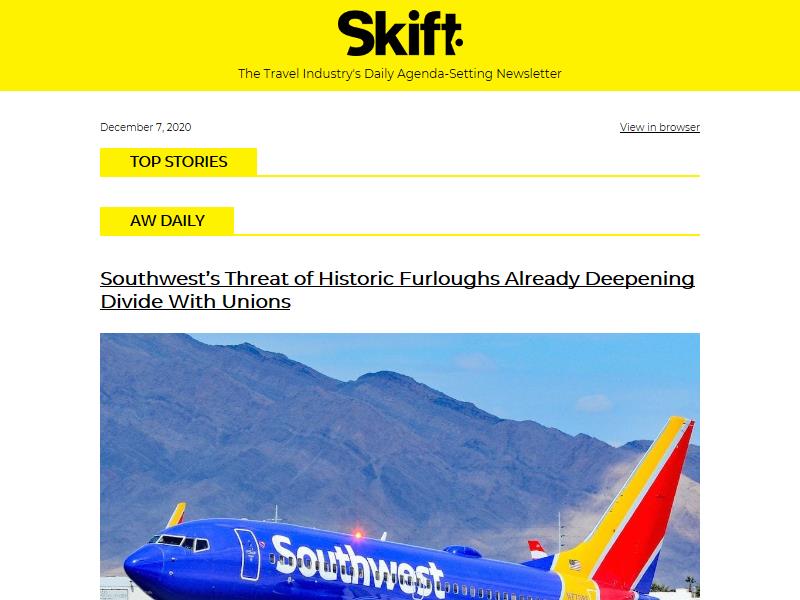 Skift
The Travel Industry's Daily Agenda-Setting Newsletter
December 7, 2020
View in browser
TOP STORIES
AW DAILY
Southwest’s Threat of Historic Furloughs Already Deepening
Divide With Unions
Southwest